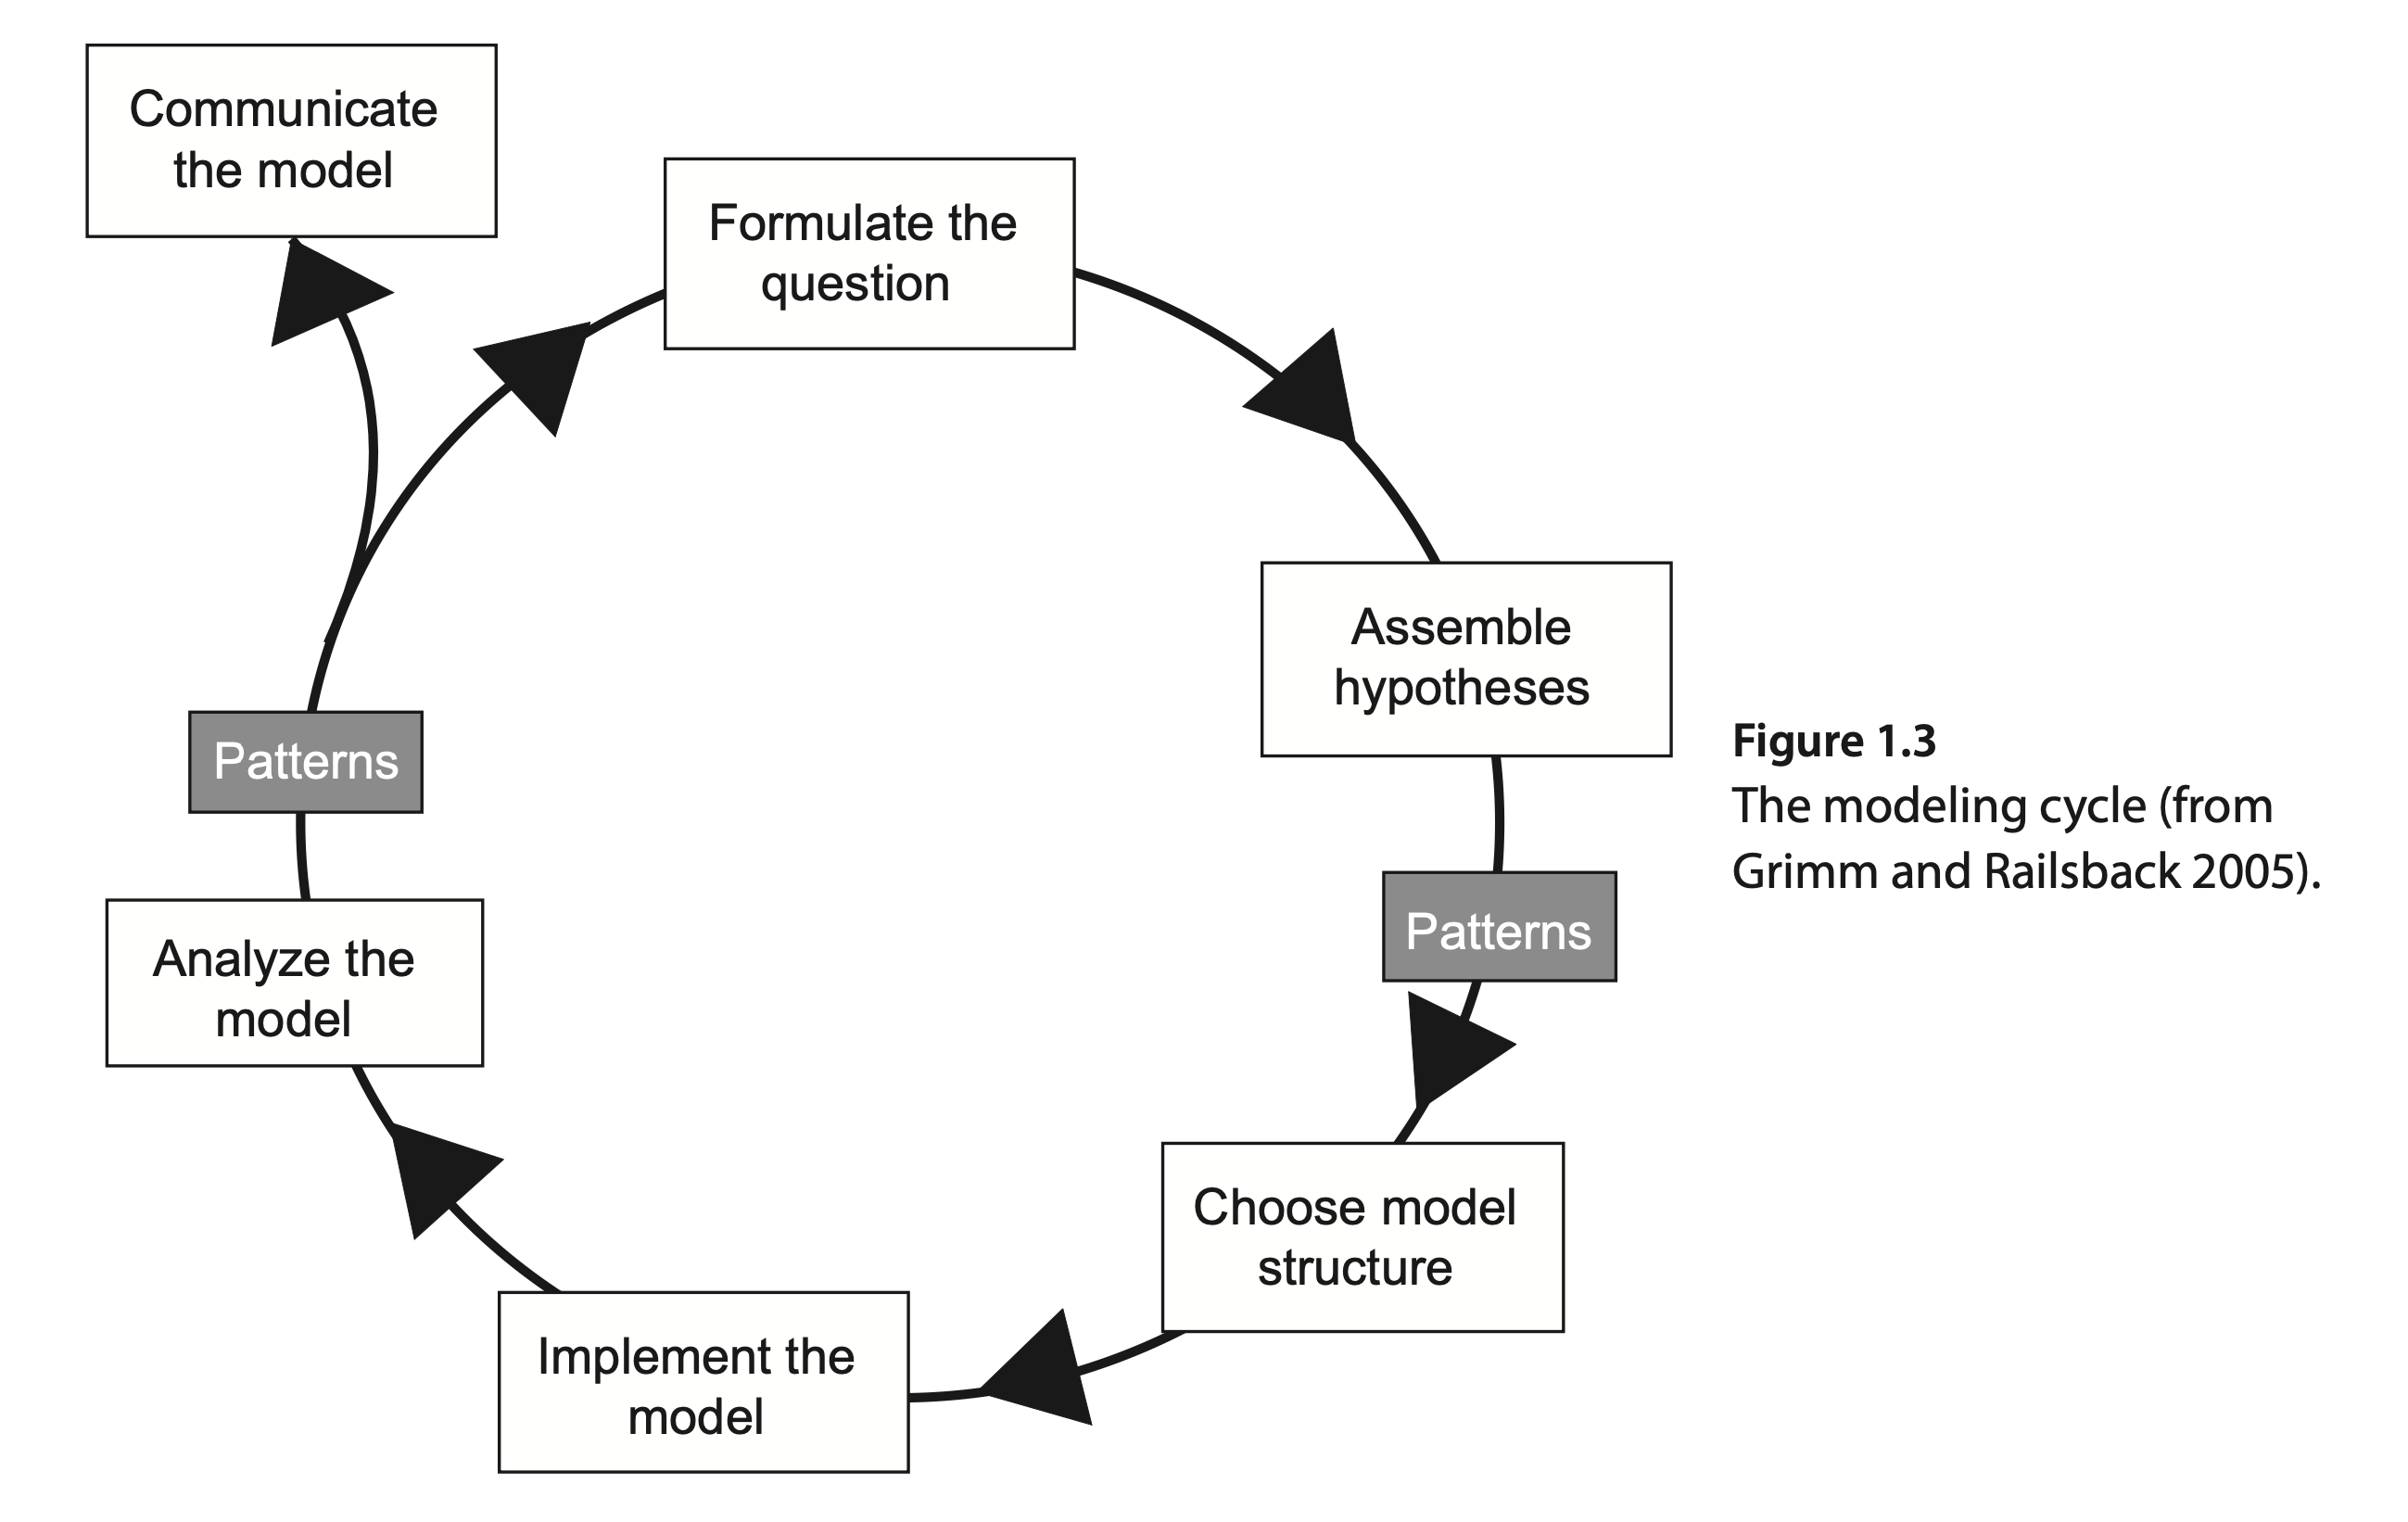 Communicate
the model
Formulate the
question
Assemble
hypotheses
Patterns
Patterns
Analyze the
model
Choose model
structure
Implement the
model
Figure 1.3
The modeling cycle (from
Grimm and Railsback 2005).